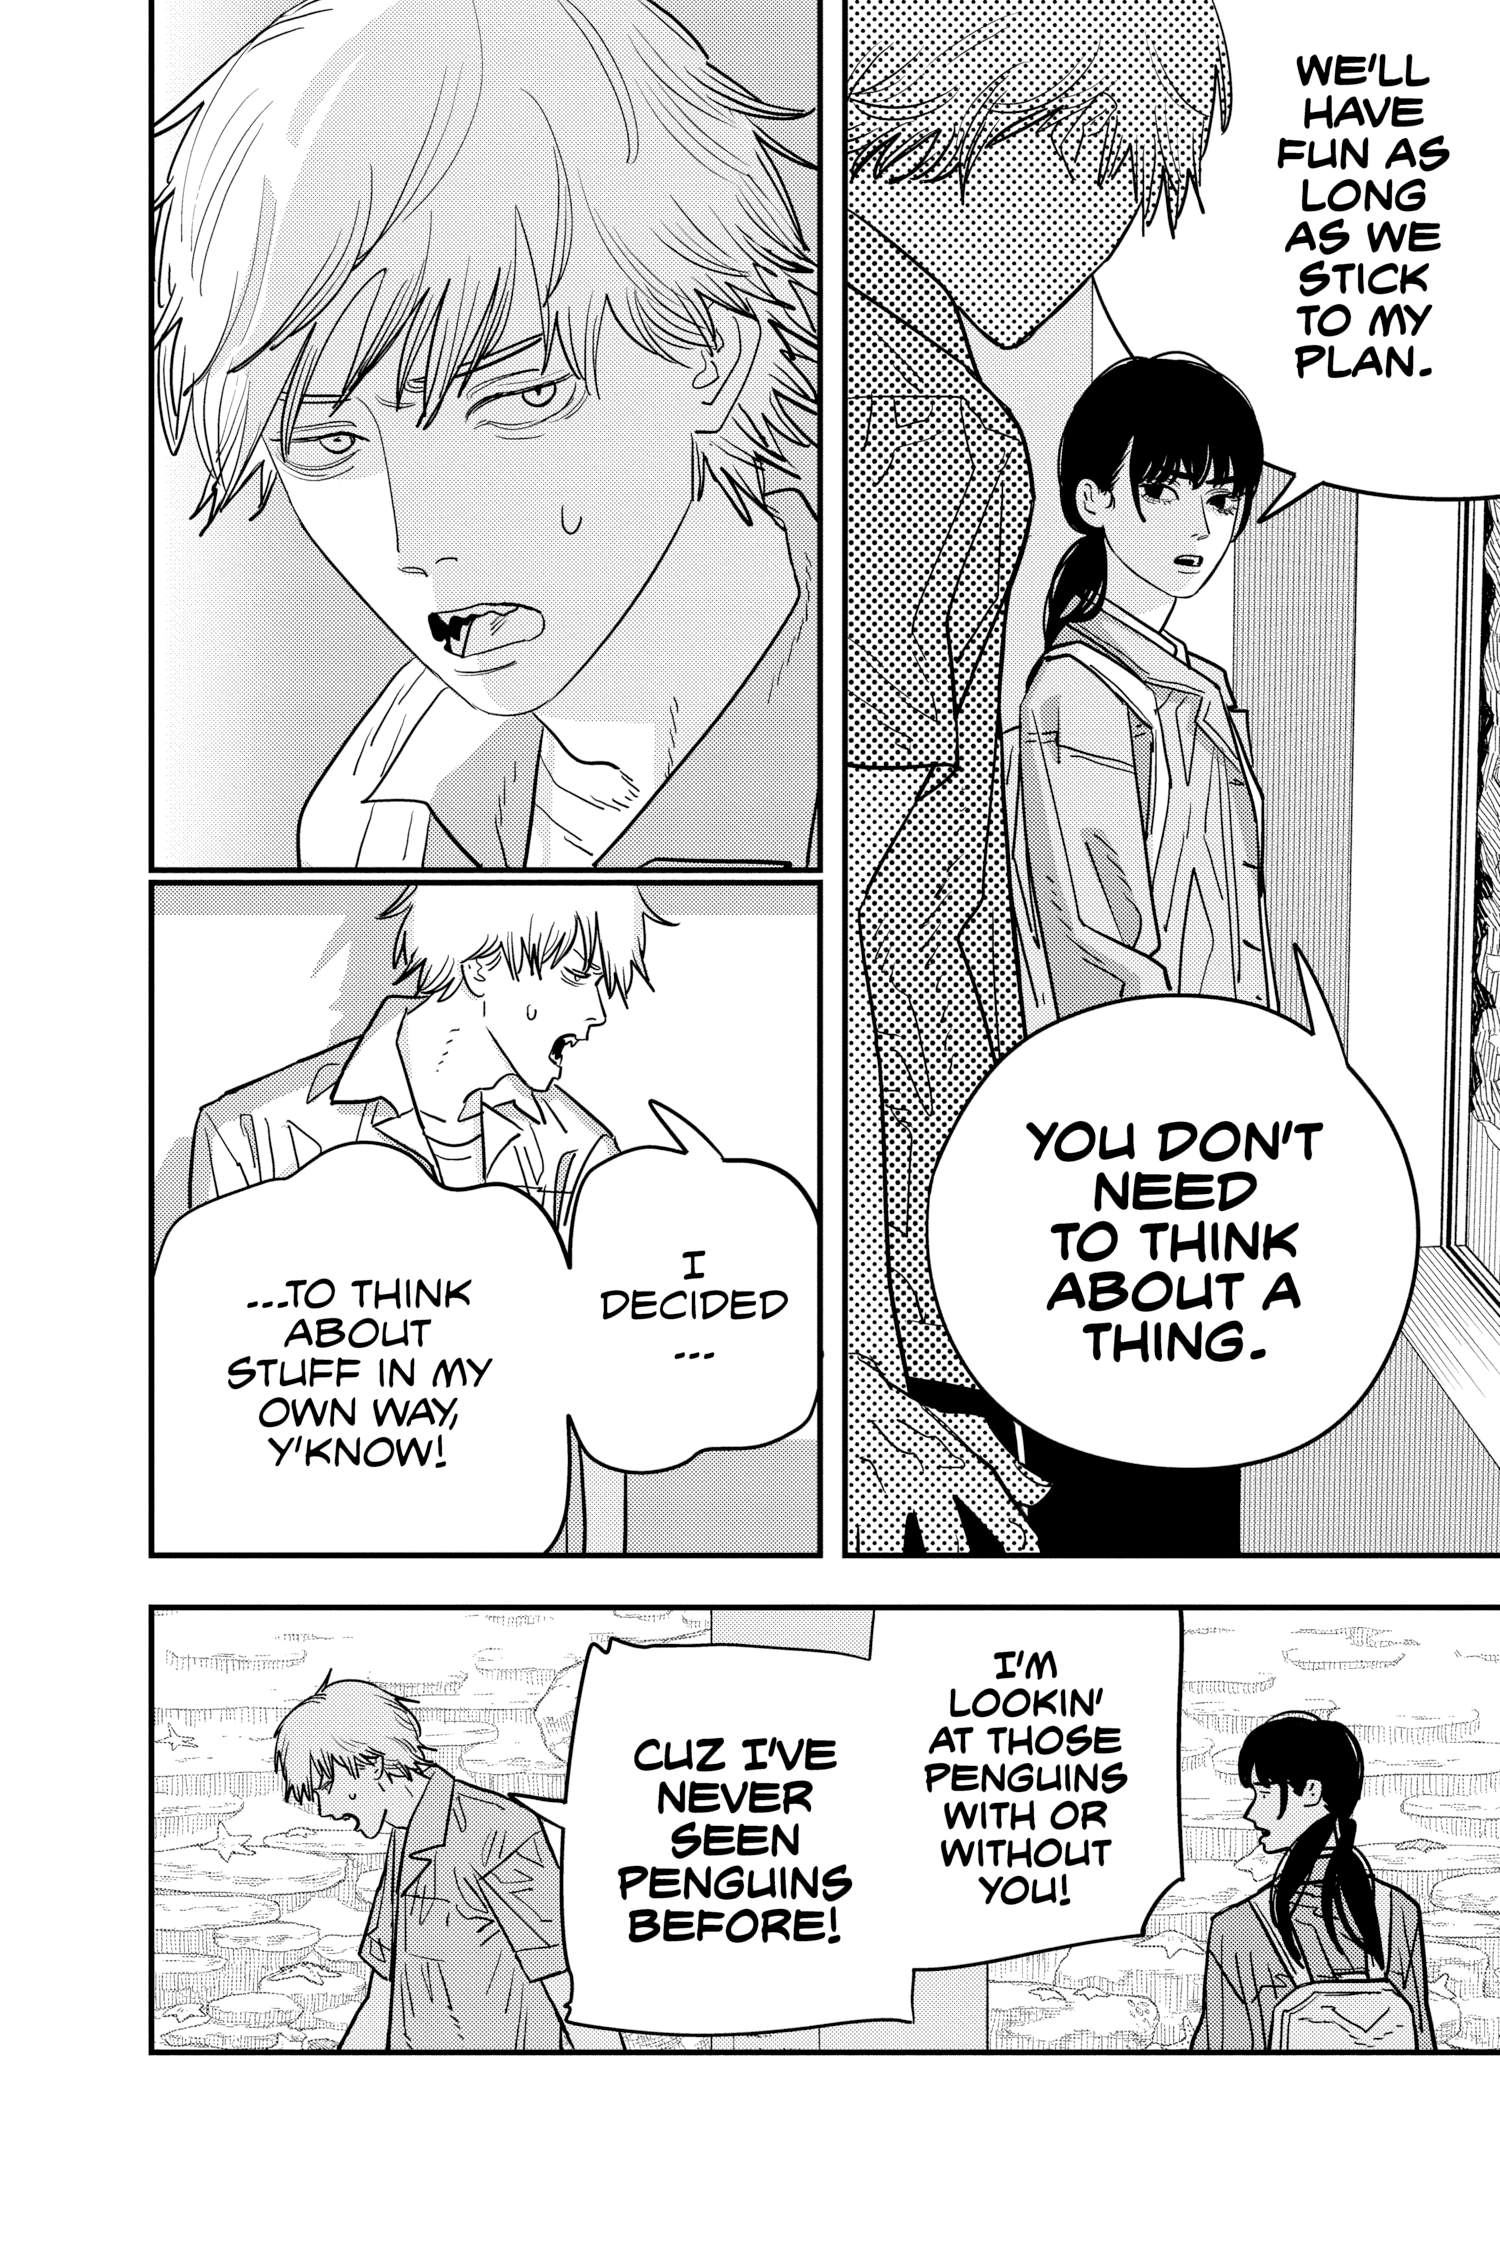 WE'LL
HAVE
FUN AS
LONG
AS WE
STICK
TO MY
PLAN.
YOU DON'T
NEED
TO THINK
ABOUT A
THING.
I
DECIDED
...
...TO THINK
ABOUT
STUFF IN MY
OWN WAY,
Y'KNOW!
I'M
LOOKIN'
AT THOSE
PENGUINS
WITH OR
WITHOUT
YOU!
CUZ I'VE
NEVER
SEEN
PENGUINS
BEFORE!